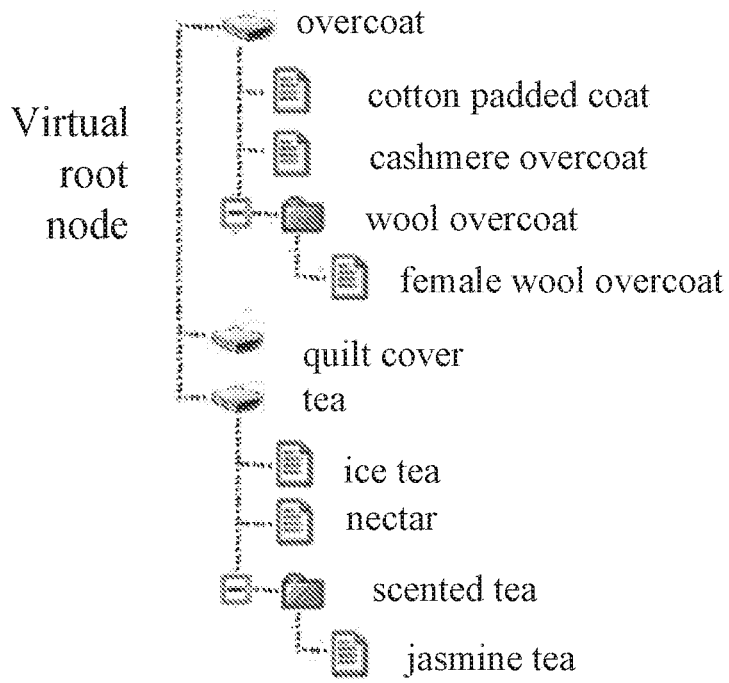 overcoat
cotton padded coat
Virtual
root
node
cashmere overcoat
wool overcoat
female wool overcoat
quilt cover
tea
ice tea
nectar
scented tea
jasmine tea